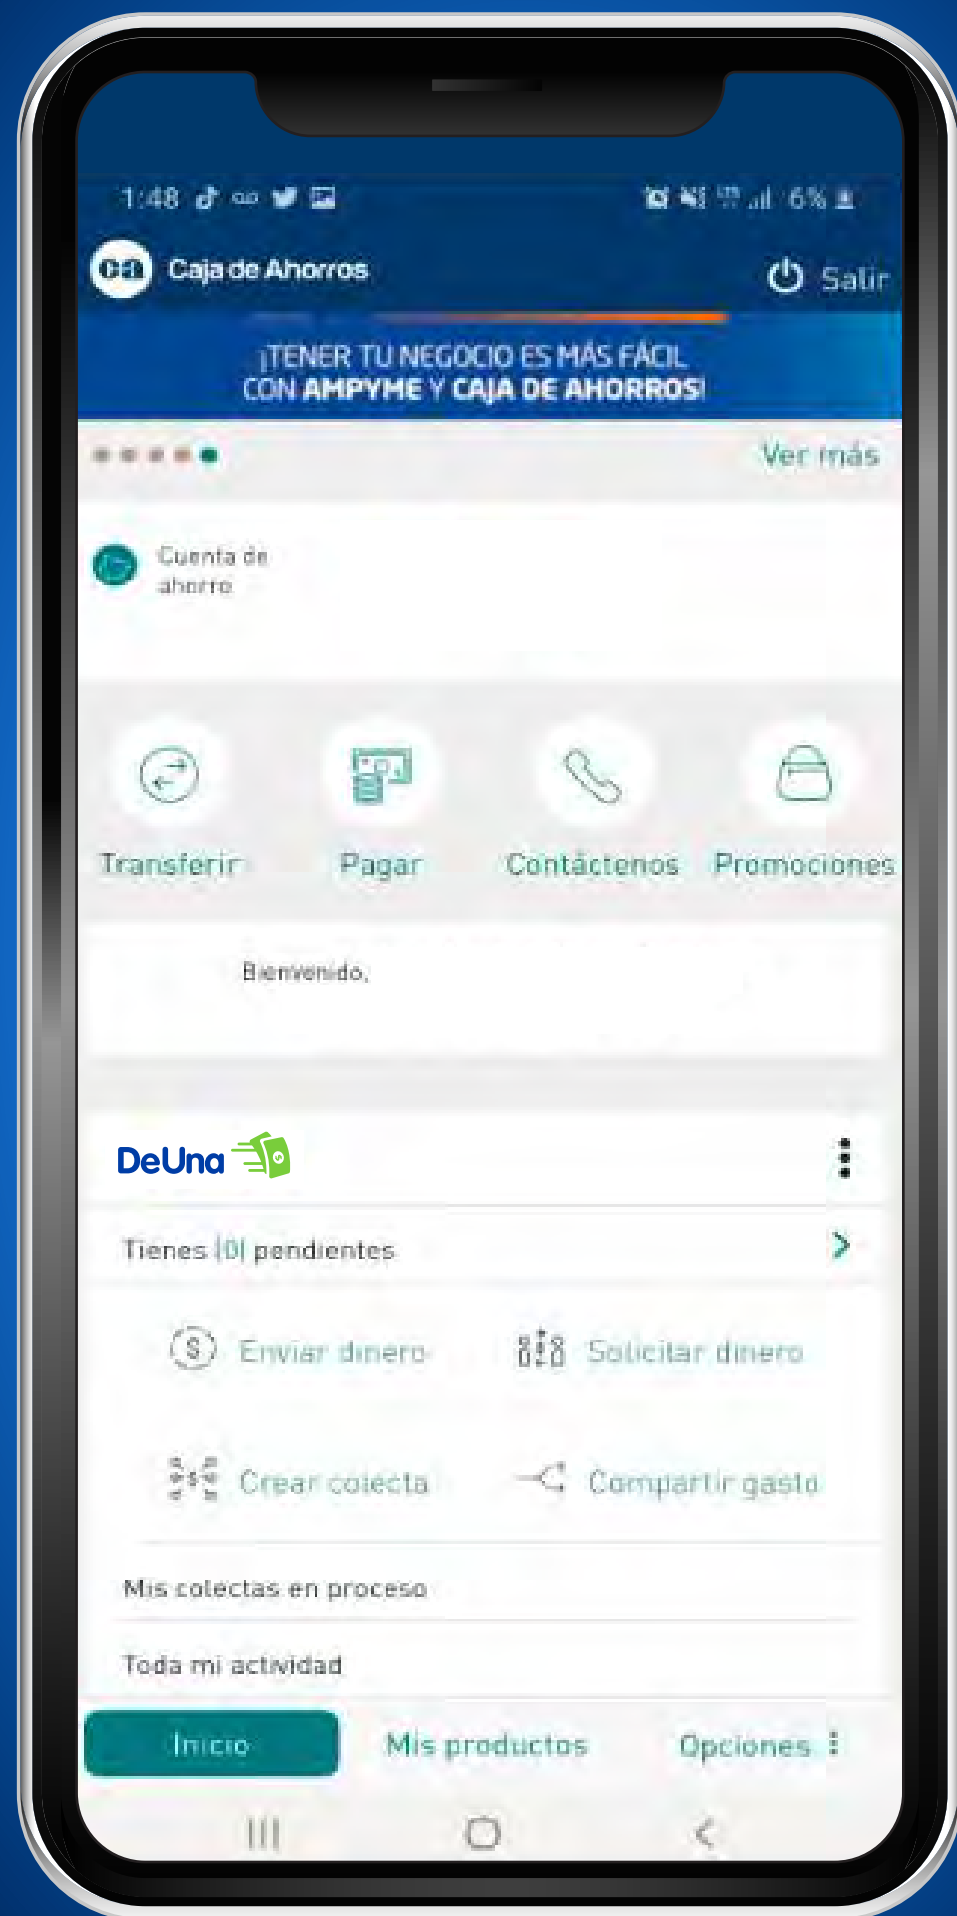 1:48
6%
ca Caja de Ahorros
Salir
¡TENER TU NEGOCIO ES MÁS FÁCIL
CON AMPYME Y CAJA DE AHORROS!
Ver más
Cuenta de
ahorro
Transferir Pagar Contáctenos Promociones
Bienvenido,
DeUna
Tienes (0) pendientes
Enviar dinero Solicitar dinero
Crear colecta Compartir gasto
Mis colectas en proceso
Toda mi actividad
Inicio Mis productos Opciones